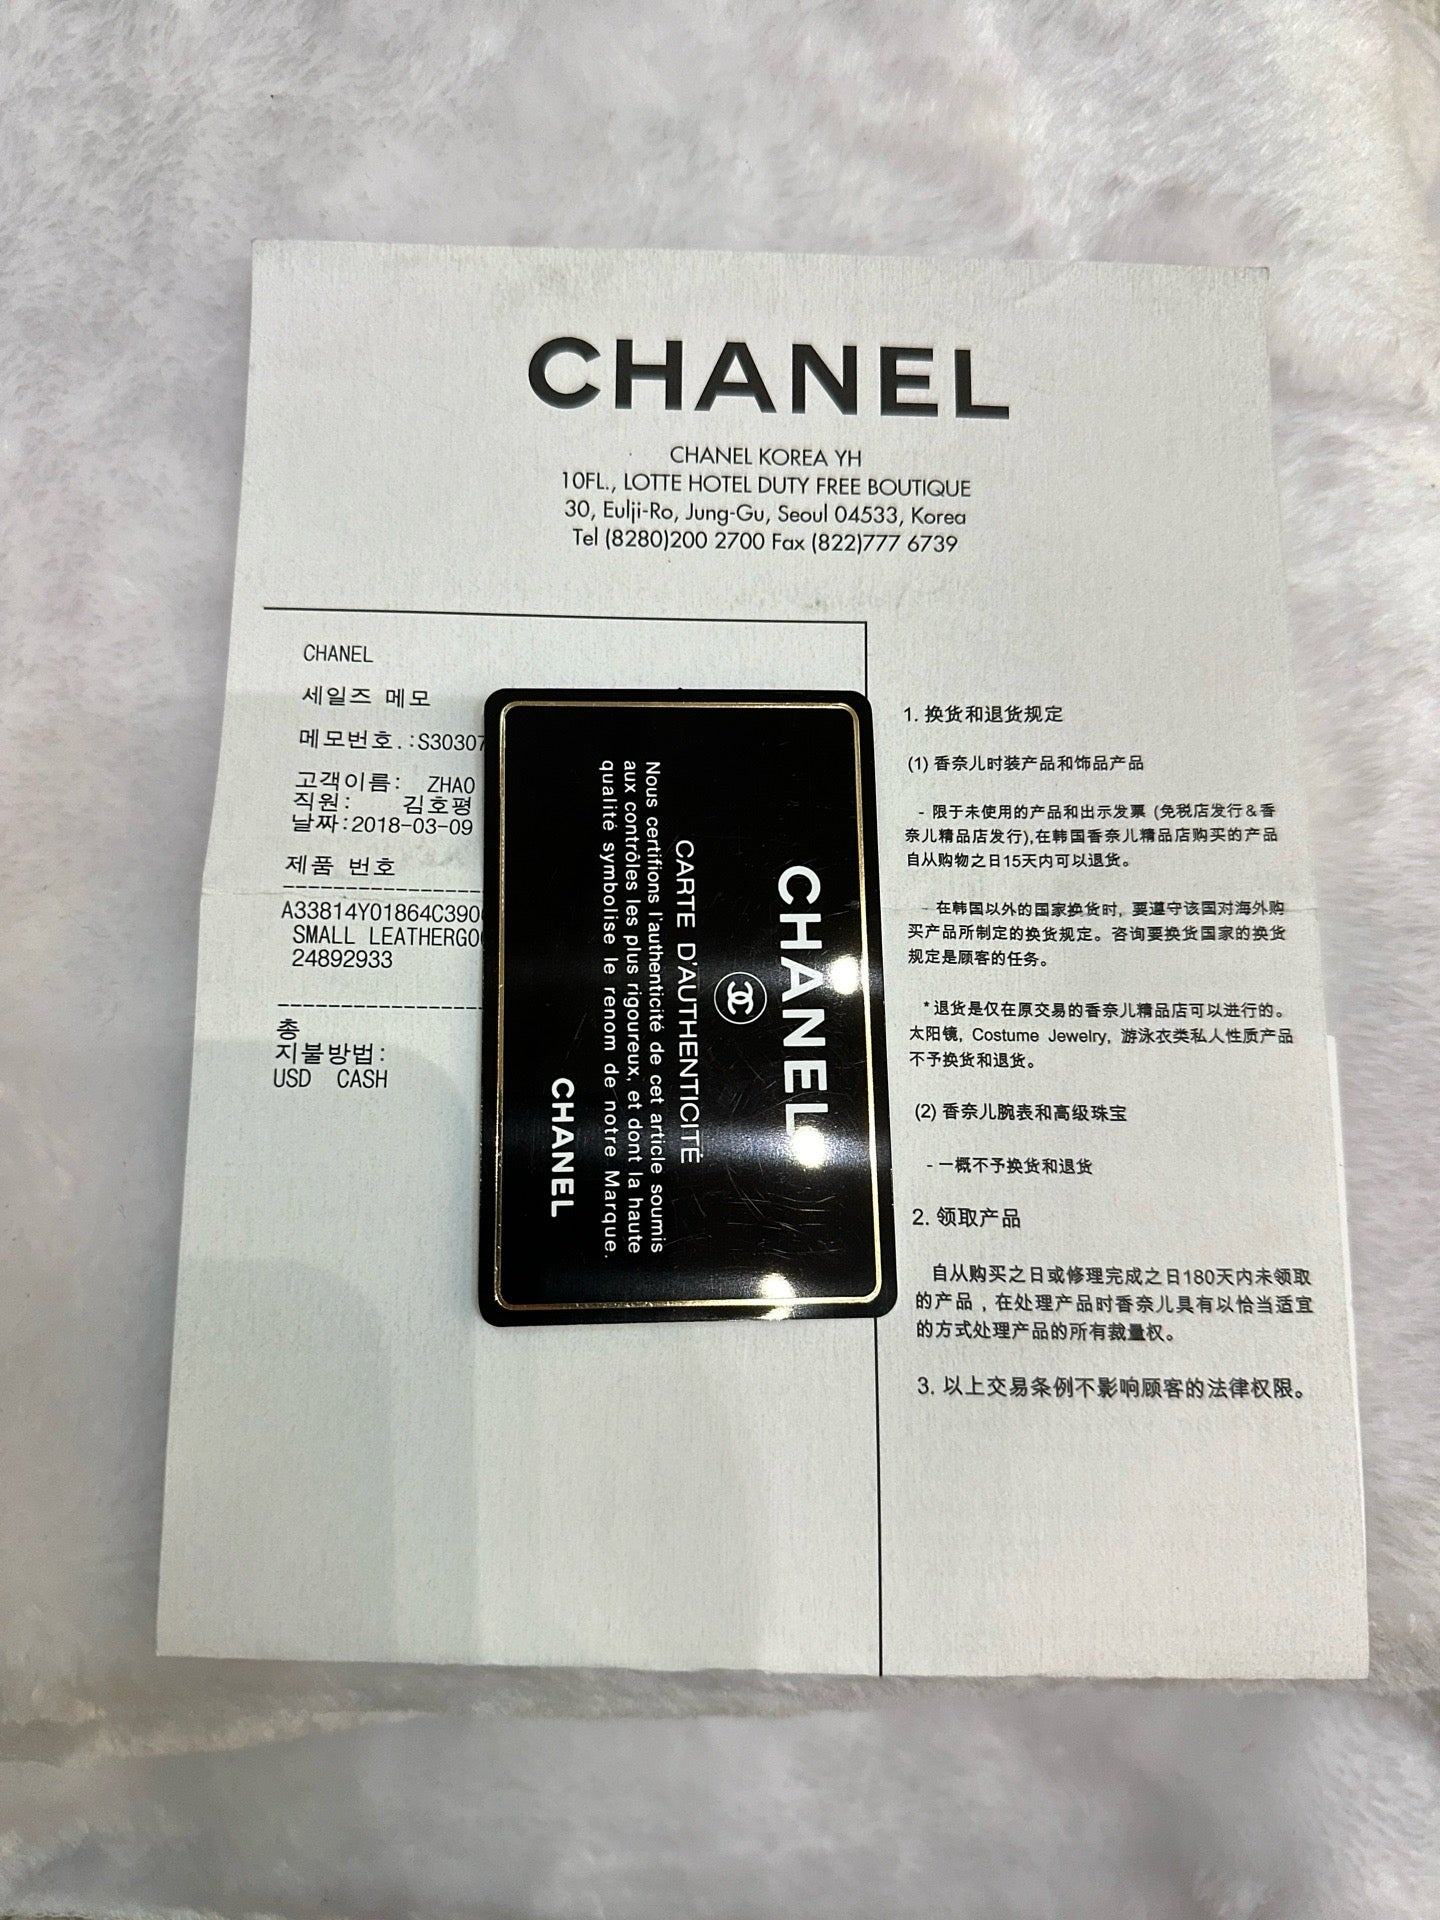 CHANEL
CHANEL KOREA YH
10FL., LOTTE HOTEL DUTY FREE BOUTIQUE
30, Eulji-Ro, Jung-Gu, Seoul 04533, Korea
Tel (8280)200 2700 Fax (822)777 6739
CHANEL
세일즈 메모
메모번호.:S30307
고객이름: ZHAO
직원: 김호평
날짜:2018-03-09
제품 번호
A33814Y01864C390
SMALL LEATHERGO
24892933
총
지불방법:
USD CASH
CHANEL
CARTE D'AUTHENTICITÉ
Nous certifions l'authenticité de cet article soumis
aux contrôles les plus rigoureux, et dont la haute
qualité symbolise le renom de notre Marque.
CHANEL
1. 换货和退货规定
(1) 香奈儿时装产品和饰品产品
- 限于未使用的产品和出示发票 (免税店发行&香
奈儿精品店发行),在韩国香奈儿精品店购买的产品
自从购物之日15天内可以退货。
- 在韩国以外的国家换货时, 要遵守该国对海外购
买产品所制定的换货规定。咨询要换货国家的换货
规定是顾客的任务。
*退货是仅在原交易的香奈儿精品店可以进行的。
太阳镜, Costume Jewelry, 游泳衣类私人性质产品
不予换货和退货。
(2) 香奈儿腕表和高级珠宝
- 一概不予换货和退货
2. 领取产品
自从购买之日或修理完成之日180天内未领取
的产品，在处理产品时香奈儿具有以恰当适宜
的方式处理产品的所有裁量权。
3. 以上交易条例不影响顾客的法律权限。